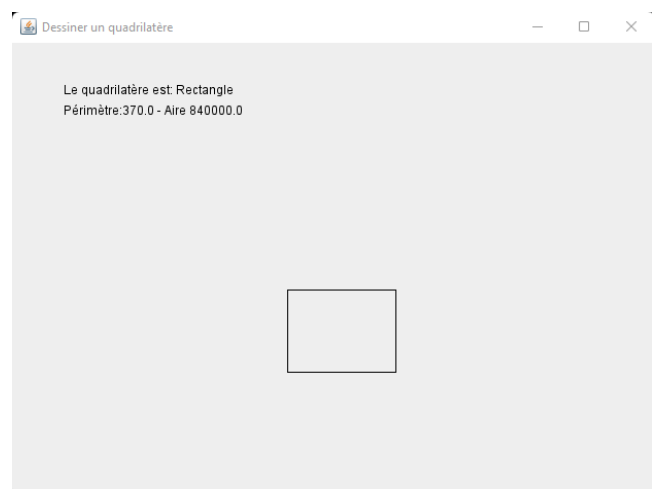 Dessiner un quadrilatère
Le quadrilatère est: Rectangle
Périmètre:370.0 - Aire 840000.0